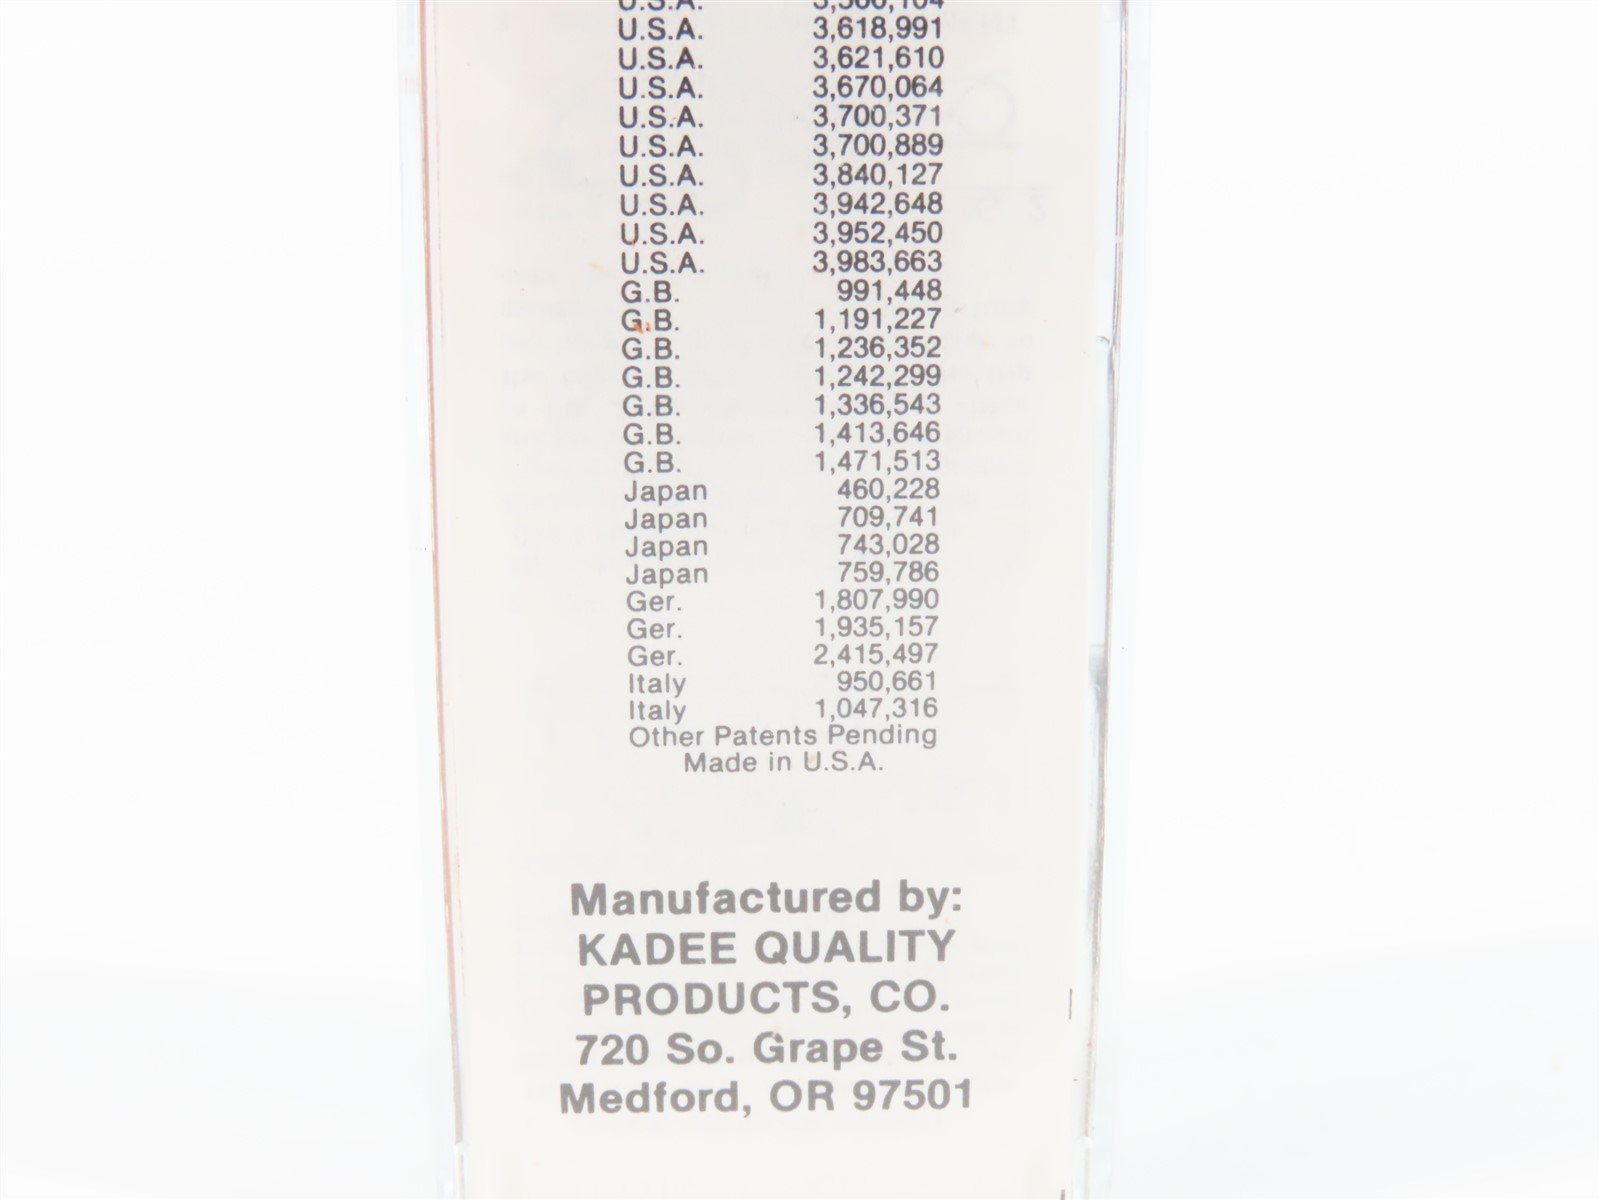 U.S.A. 3,618,991
U.S.A. 3,621,610
U.S.A. 3,670,064
U.S.A. 3,700,371
U.S.A. 3,700,889
U.S.A. 3,840,127
U.S.A. 3,942,648
U.S.A. 3,952,450
U.S.A. 3,983,663
G.B. 991,448
G.B. 1,191,227
G.B. 1,236,352
G.B. 1,242,299
G.B. 1,336,543
G.B. 1,413,646
G.B. 1,471,513
Japan 460,228
Japan 709,741
Japan 743,028
Japan 759,786
Ger. 1,807,990
Ger. 1,935,157
Ger. 2,415,497
Italy 950,661
Italy 1,047,316
Other Patents Pending
Made in U.S.A.
Manufactured by:
KADEE QUALITY
PRODUCTS, CO.
720 So. Grape St.
Medford, OR 97501